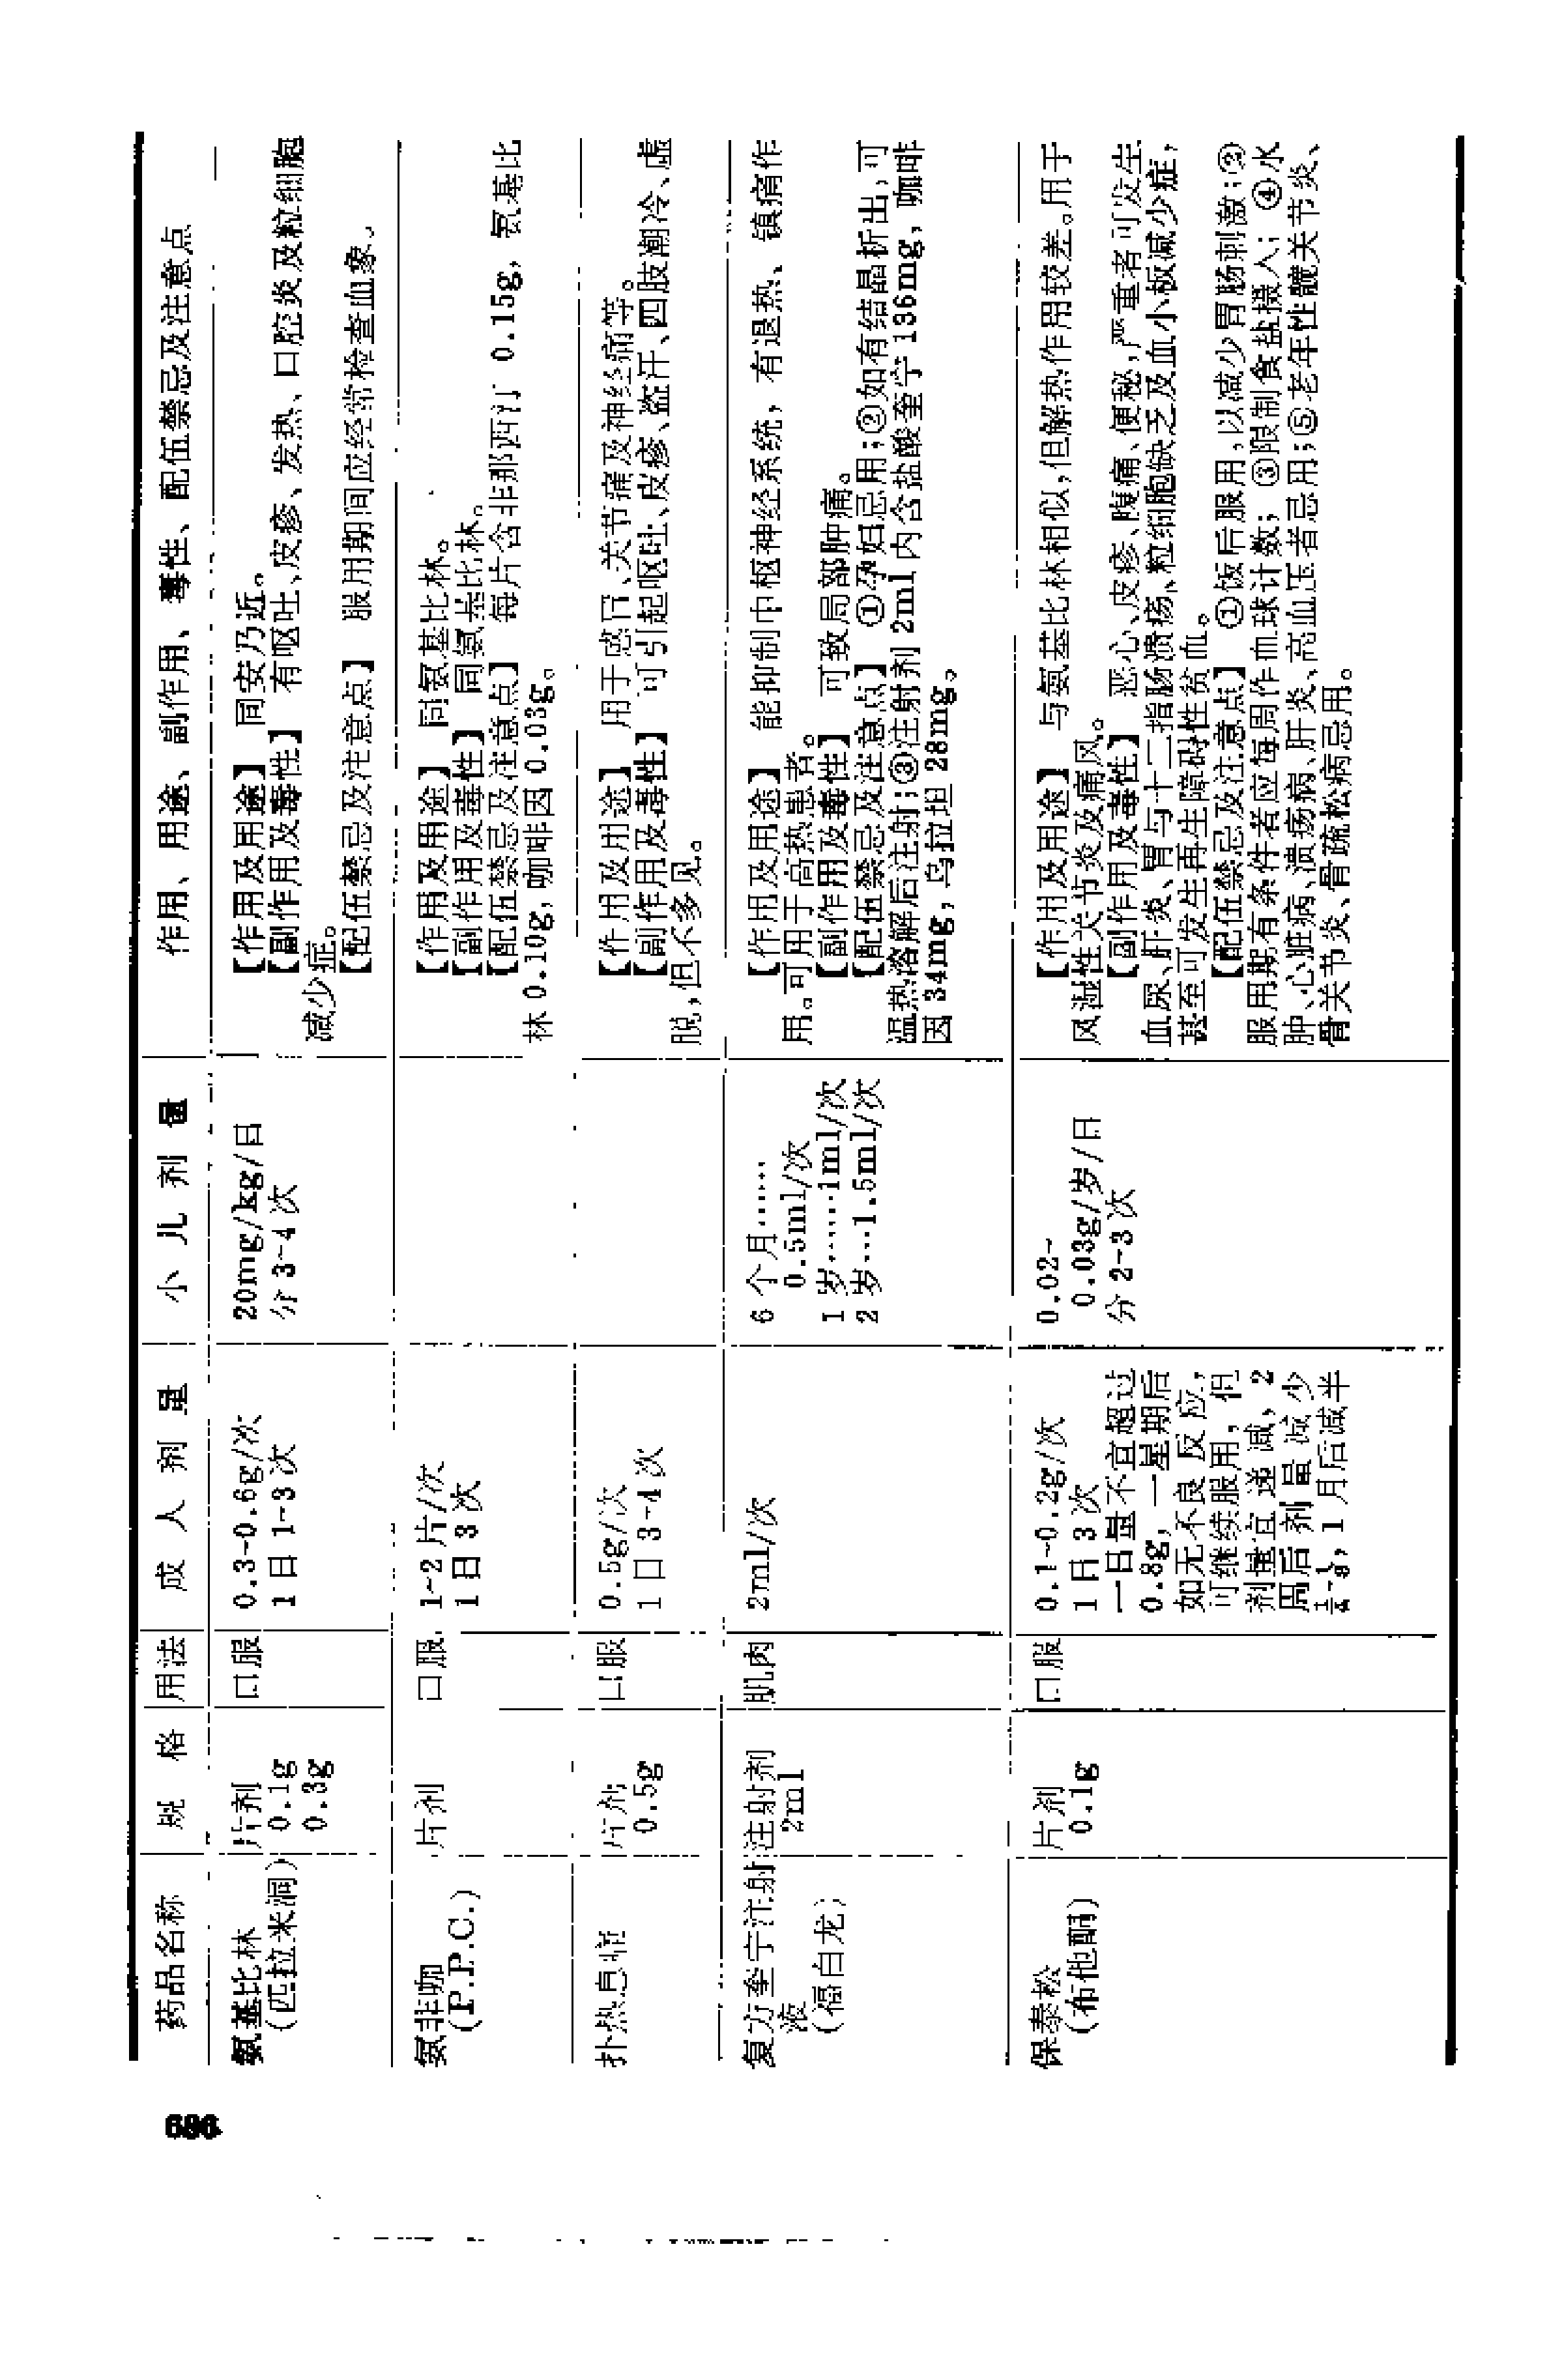 686
药品名称 规格 用法 成人剂量 小儿剂量 作用、用途、副作用、毒性、配伍禁忌及注意点
氨基比林
(匹拉米洞)
片剂
0.1g
0.3g
口服
0.3~0.6g/次
1日1~3次
20mg/kg/日
分3~4次
【作用及用途】 同安乃近。
【副作用及毒性】 有呕吐、皮疹、发热、口腔炎及粒细胞
减少症。
【配伍禁忌及注意点】 服用期间应经常检查血象。
氨非咖
(P.P.C.)
片剂
口服
1~2片/次
1日3次
【作用及用途】 同氨基比林。
【副作用及毒性】 同氨基比林。
【配伍禁忌及注意点】 每片含非那西汀 0.15g, 氨基比
林0.10g,咖啡因0.03g。
扑热息痛
片剂
0.5g
口服
0.5g/次
1日3~4次
【作用及用途】 用于感冒、关节痛及神经痛等。
【副作用及毒性】 可引起呕吐、皮疹、盗汗、四肢潮冷、虚
脱,但不多见。
复方奎宁注射
液
(福白龙)
注射剂
2ml
肌肉
2ml/次
6个月……
0.5ml/次
1岁……1ml/次
2岁…1.5ml/次
【作用及用途】 能抑制中枢神经系统, 有退热、镇痛作
用。可用于高热患者。
【副作用及毒性】 可致局部肿痛。
【配伍禁忌及注意点】 ①孕妇忌用;②如有结晶析出,可
温热溶解后注射;③注射剂2ml内含盐酸奎宁136mg, 咖啡
因34mg,乌拉坦28mg。
保泰松
(布他酮)
片剂
0.1g
口服
0.1~0.2g/次
1日3次
一日量不宜超过
0.8g, 一星期后
如无不良反应,
可继续服用, 但
剂量宜递减, 2
周后剂量减少
1月后减半
0.02~
0.03g/岁/日
分2~3次
【作用及用途】 与氨基比林相似,但解热作用较差。用于
风湿性关节炎及痛风。
【副作用及毒性】 恶心、皮疹、腹痛、便秘,严重者可发生
血尿、肝炎、胃与十二指肠溃疡、粒细胞缺乏及血小板减少症,
甚至可发生再生障碍性贫血。
【配伍禁忌及注意点】 ①饭后服用,以减少胃肠刺激;②
服用期有条件者应每周作血球计数; ③限制食盐摄入; ④水
肿、心脏病、溃疡病、肝炎、高血压者忌用;⑤老年性髋关节炎、
骨关节炎、骨疏松病忌用。